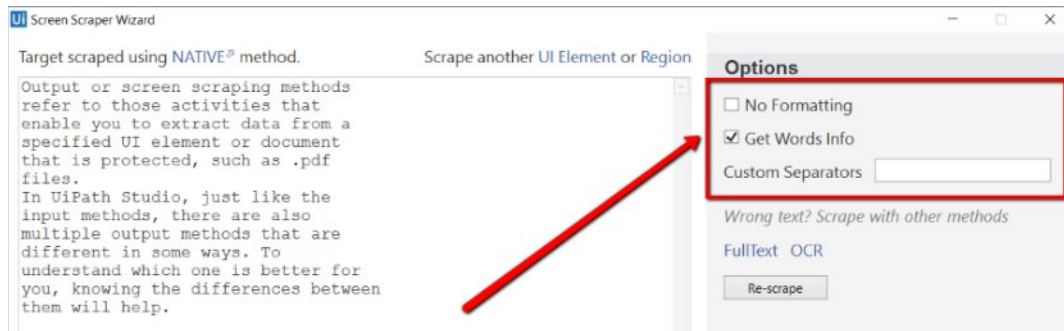 Ui Screen Scraper Wizard
Target scraped using NATIVE method. Scrape another UI Element or Region
Output or screen scraping methods
refer to those activities that
enable you to extract data from a
specified UI element or document
that is protected, such as .pdf
files.
In UiPath Studio, just like the
input methods, there are also
multiple output methods that are
different in some ways. To
understand which one is better for
you, knowing the differences between
them will help.
Options
No Formatting
Get Words Info
Custom Separators
Wrong text? Scrape with other methods
FullText OCR
Re-scrape